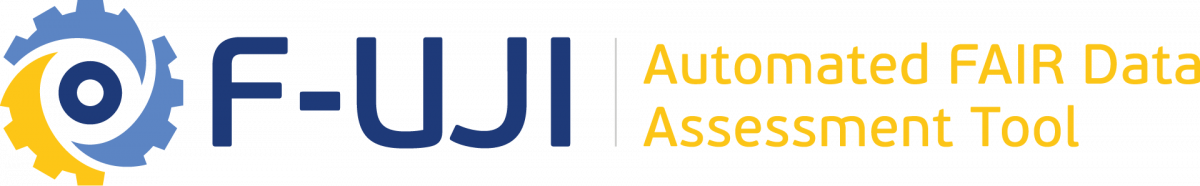 F-UJI
Automated FAIR Data
Assessment Tool